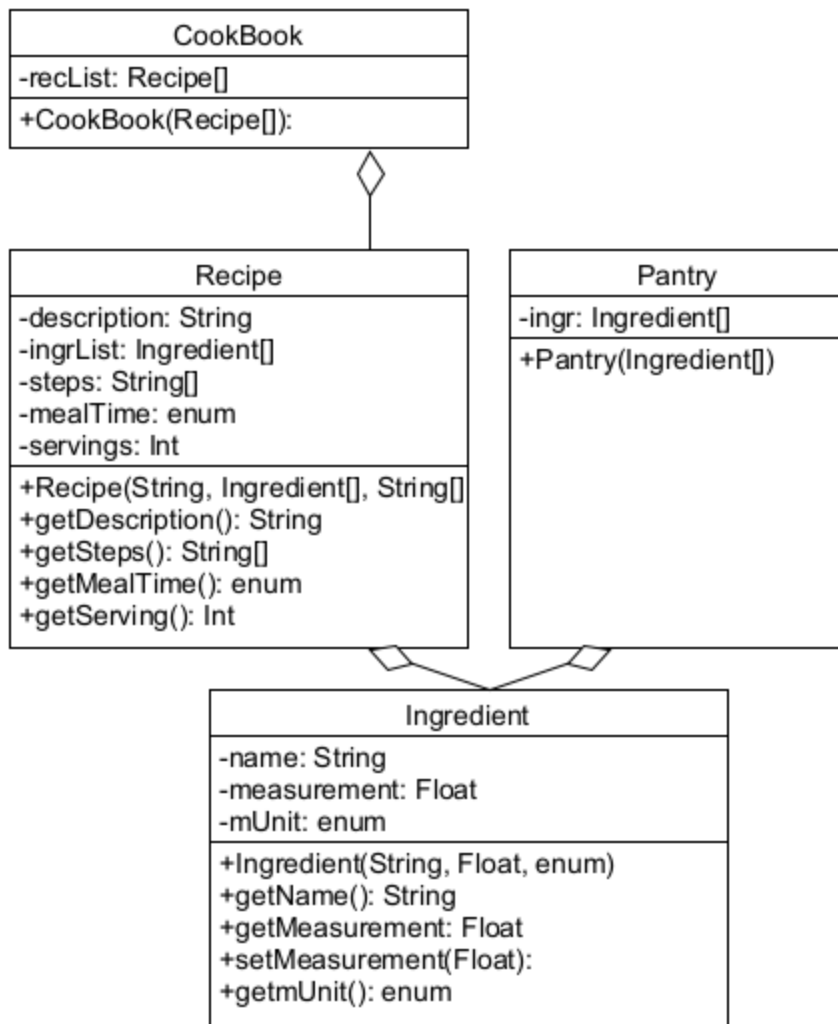 CookBook
-recList: Recipe[]
+CookBook(Recipe[]):
Recipe
-description: String
-ingrList: Ingredient[]
-steps: String[]
-mealTime: enum
-servings: Int
+Recipe(String, Ingredient[], String[]
+getDescription(): String
+getSteps(): String[]
+getMealTime(): enum
+getServing(): Int
Pantry
-ingr: Ingredient[]
+Pantry(Ingredient[])
Ingredient
-name: String
-measurement: Float
-mUnit: enum
+Ingredient(String, Float, enum)
+getName(): String
+getMeasurement: Float
+setMeasurement(Float):
+getmUnit(): enum